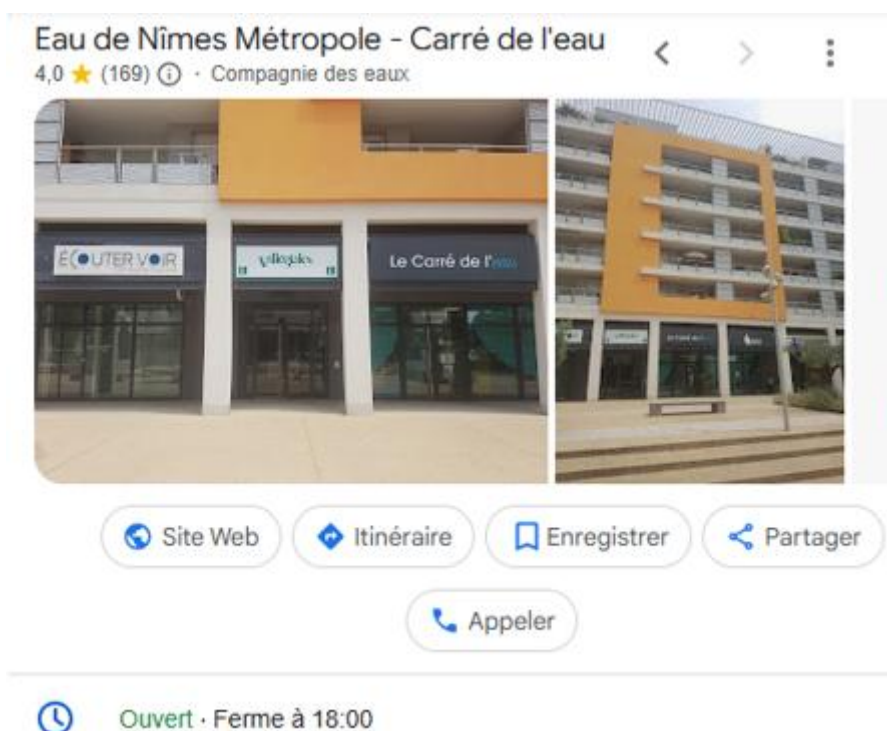 Eau de Nîmes Métropole - Carré de l'eau
4,0 ★ (169) · Compagnie des eaux
ÉCOUTER VOIR
Le Carré de l'eau
Site Web
Itinéraire
Enregistrer
Partager
Appeler
Ouvert · Ferme à 18:00